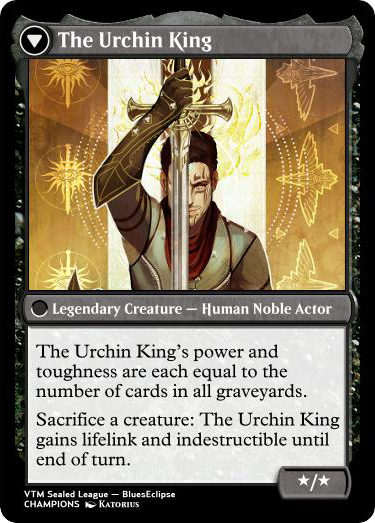 The Urchin King
Legendary Creature — Human Noble Actor
The Urchin King's power and
toughness are each equal to the
number of cards in all graveyards.
Sacrifice a creature: The Urchin King
gains lifelink and indestructible until
end of turn.
★/★
VTM Sealed League — BluesEclipse
CHAMPIONS Katorius